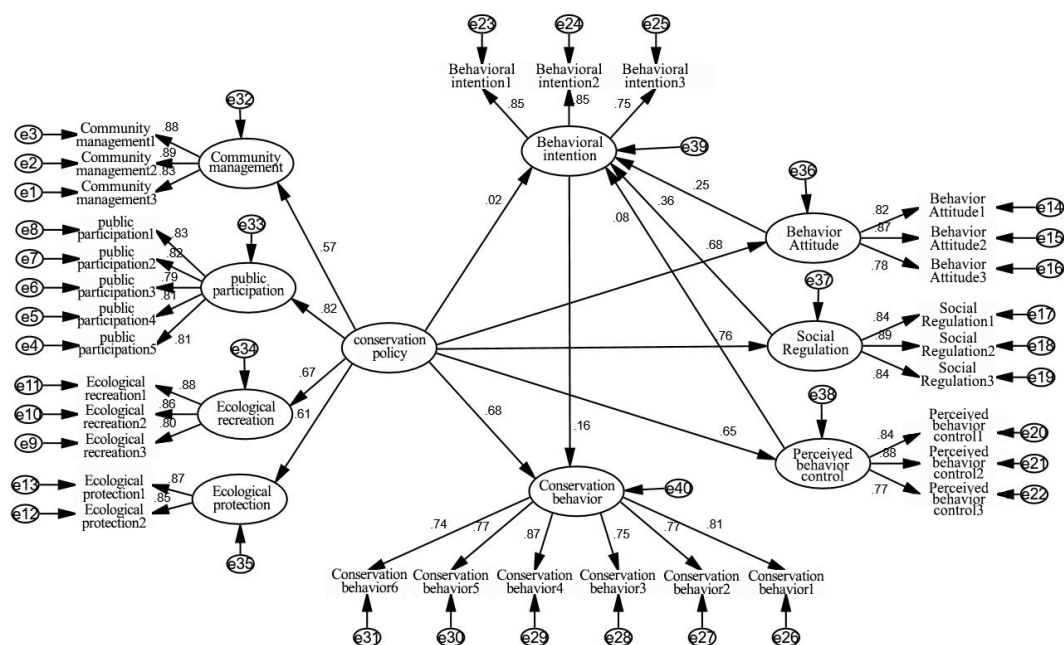 e23
e24
e25
Behavioral
intention1
Behavioral
intention2
Behavioral
intention3
.85
.85
.75
e32
e3
Community
management1
.88
e2
Community
management2
.89
e1
Community
management3
.83
Community
management
Behavioral
intention
e39
e36
.25
.36
.02
.08
.57
e8
public
participation1
.83
e7
public
participation2
.82
e6
public
participation3
.79
e5
public
participation4
.81
e4
public
participation5
.81
e33
public
participation
.82
Behavior
Attitude
.82
Behavior
Attitude1
e14
.87
Behavior
Attitude2
e15
.78
Behavior
Attitude3
e16
.68
e37
conservation
policy
.76
Social
Regulation
.84
Social
Regulation1
e17
.89
Social
Regulation2
e18
.84
Social
Regulation3
e19
e34
.67
e11
Ecological
recreation1
.88
e10
Ecological
recreation2
.86
e9
Ecological
recreation3
.80
Ecological
recreation
.61
.68
.16
.65
e38
Perceived
behavior
control
.84
Perceived
behavior
control1
e20
.88
Perceived
behavior
control2
e21
.77
Perceived
behavior
control3
e22
e13
Ecological
protection1
.87
e12
Ecological
protection2
.85
Ecological
protection
e35
Conservation
behavior
e40
.74
.77
.87
.75
.77
.81
Conservation
behavior6
Conservation
behavior5
Conservation
behavior4
Conservation
behavior3
Conservation
behavior2
Conservation
behavior1
e31
e30
e29
e28
e27
e26